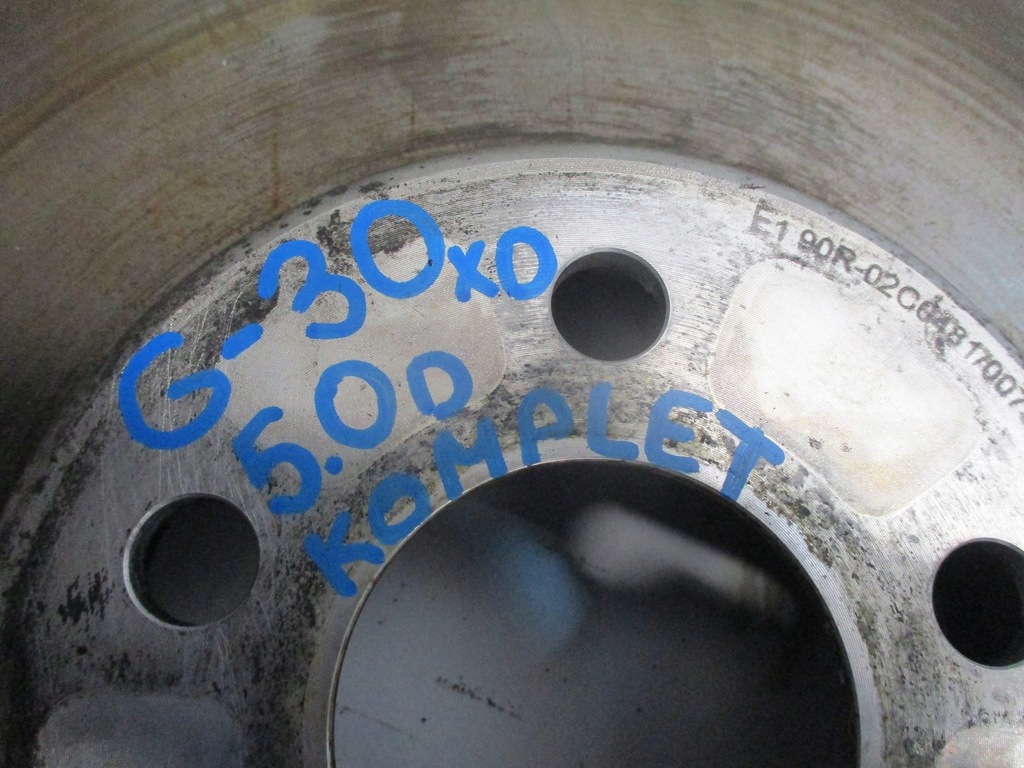 G-30xD
5.0D
KOMPLET
E1 90R-02C